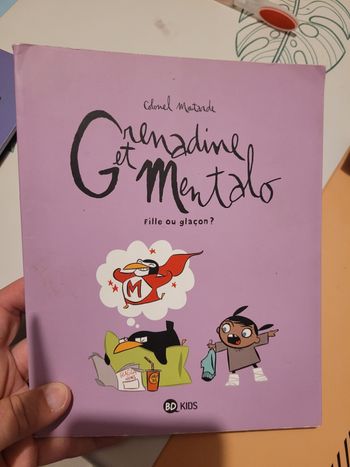 Colonel Moutarde
Grenadine
et
Mentalo
Fille ou glaçon?
M
BD KIDS